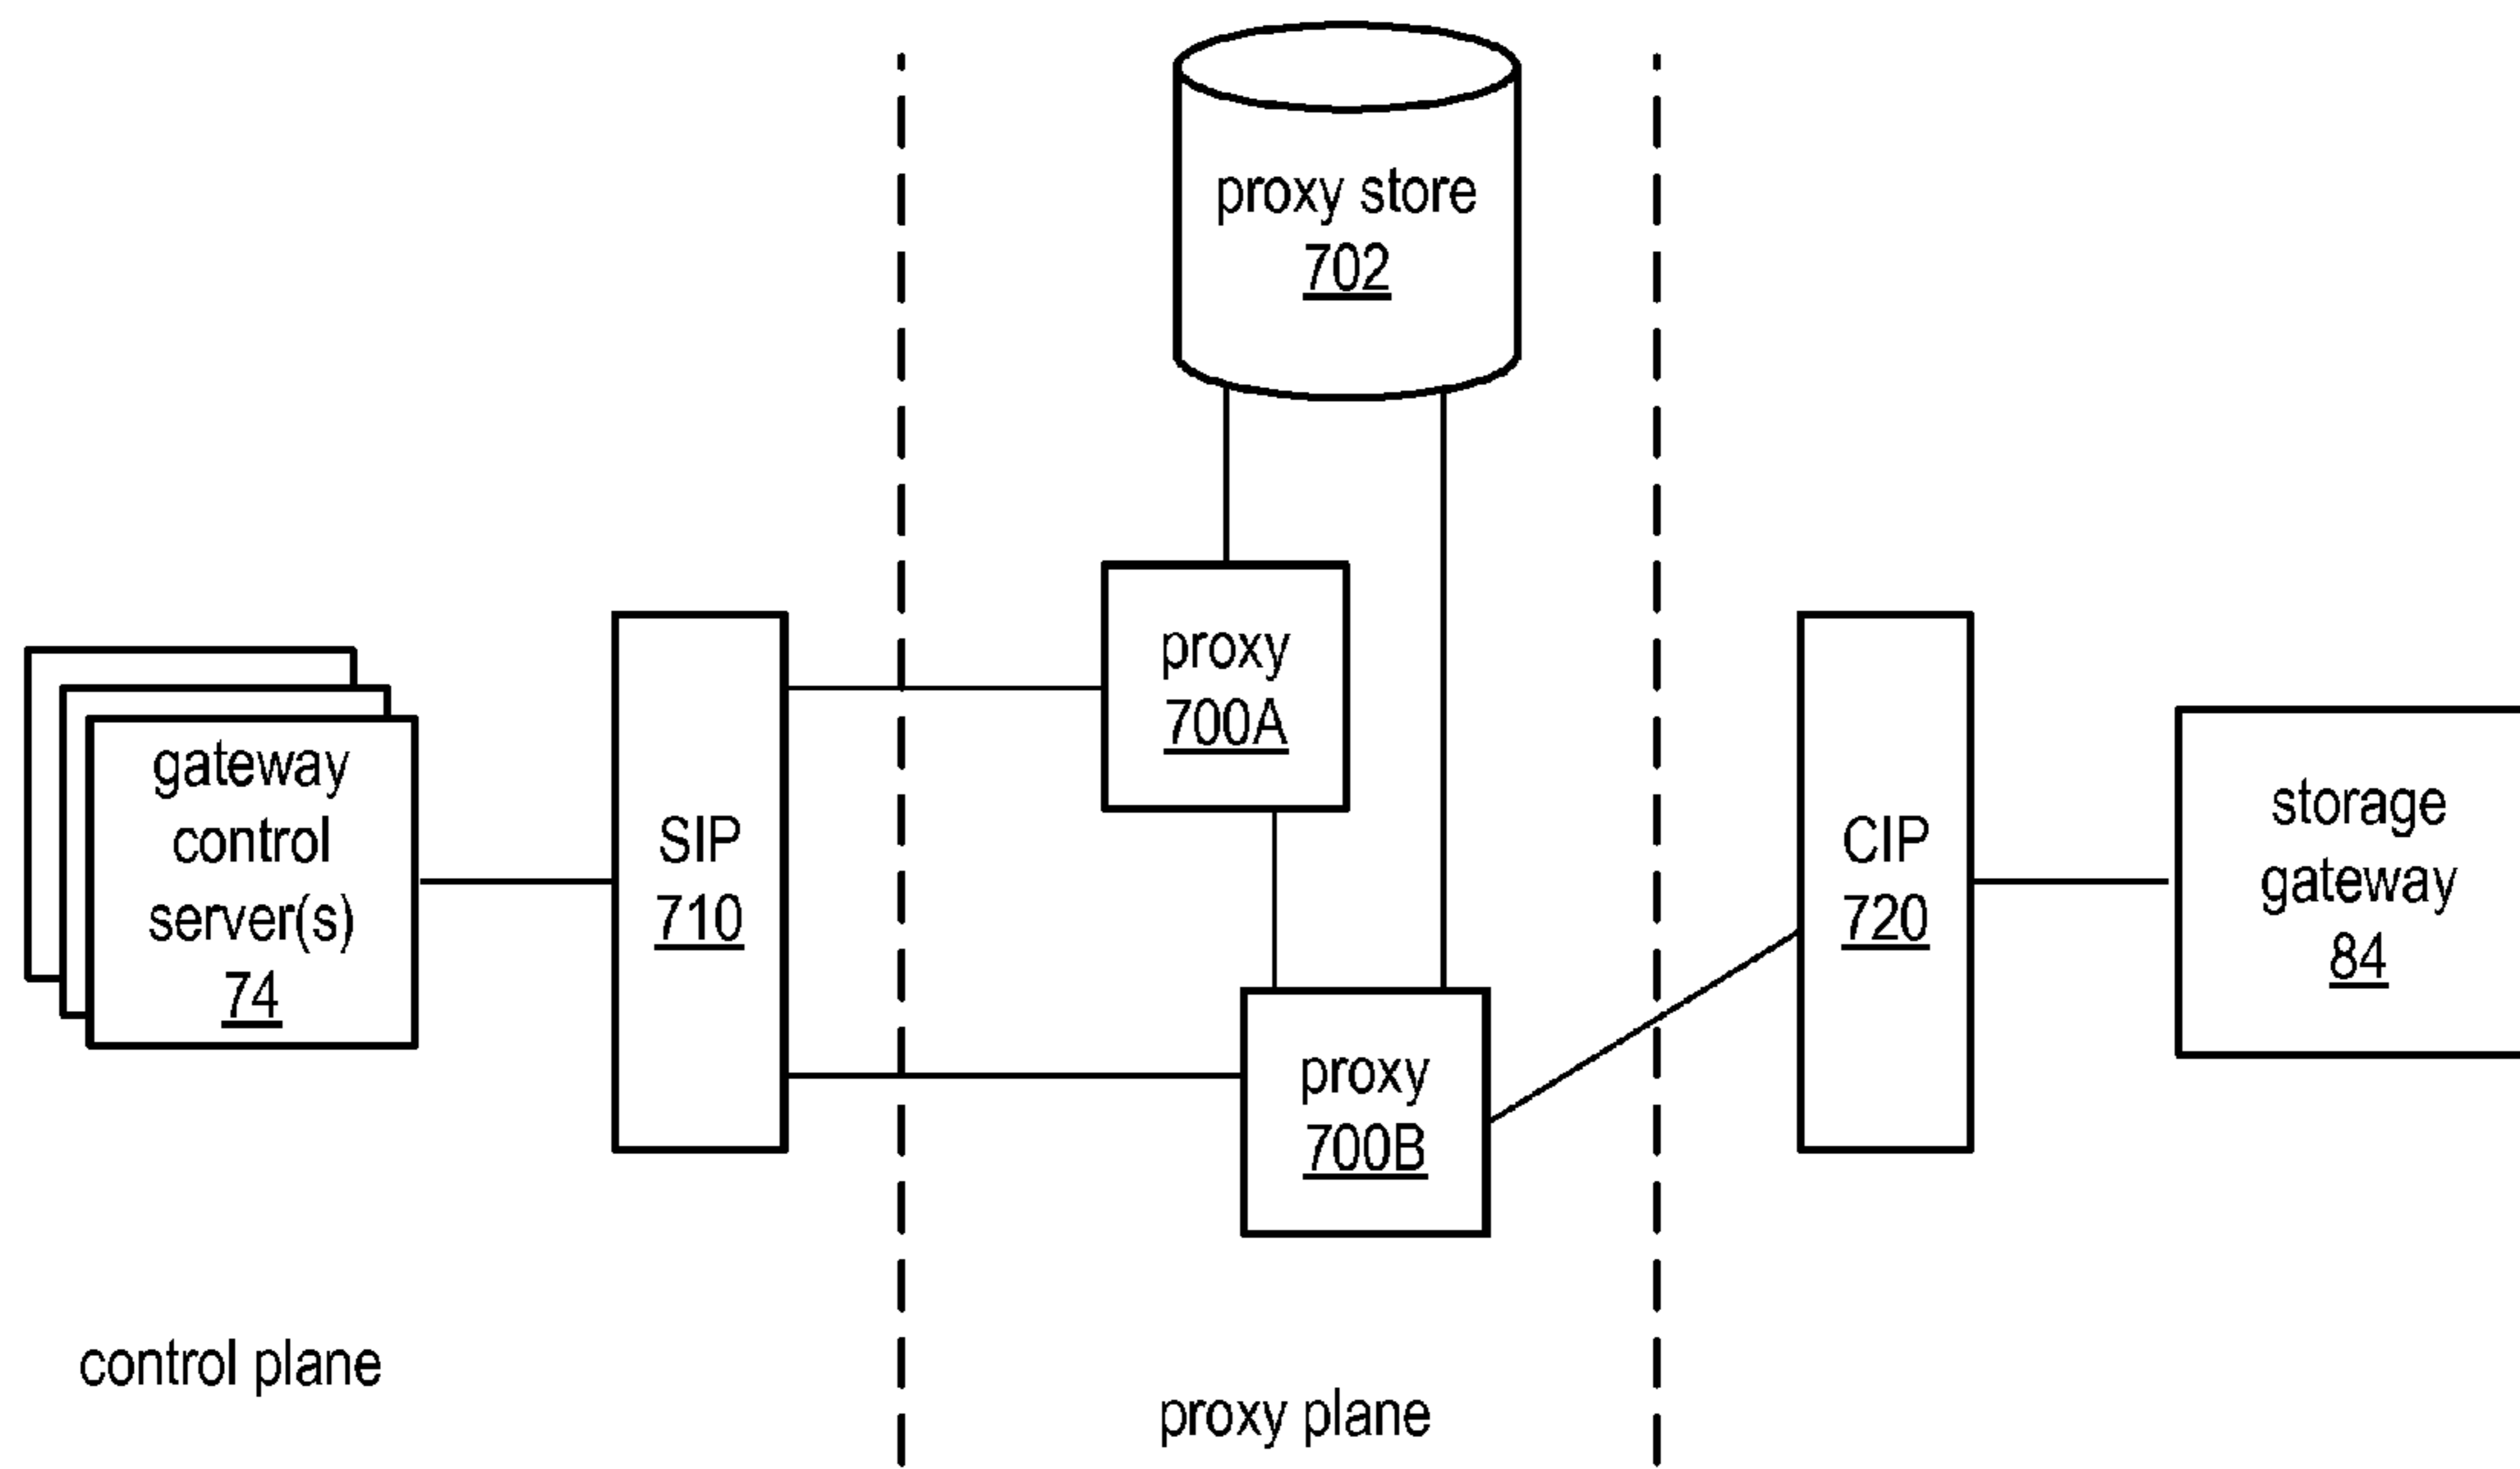 proxy store
702
proxy
700A
gateway
control
server(s)
74
SIP
710
CIP
720
storage
gateway
84
proxy
700B
control plane
proxy plane